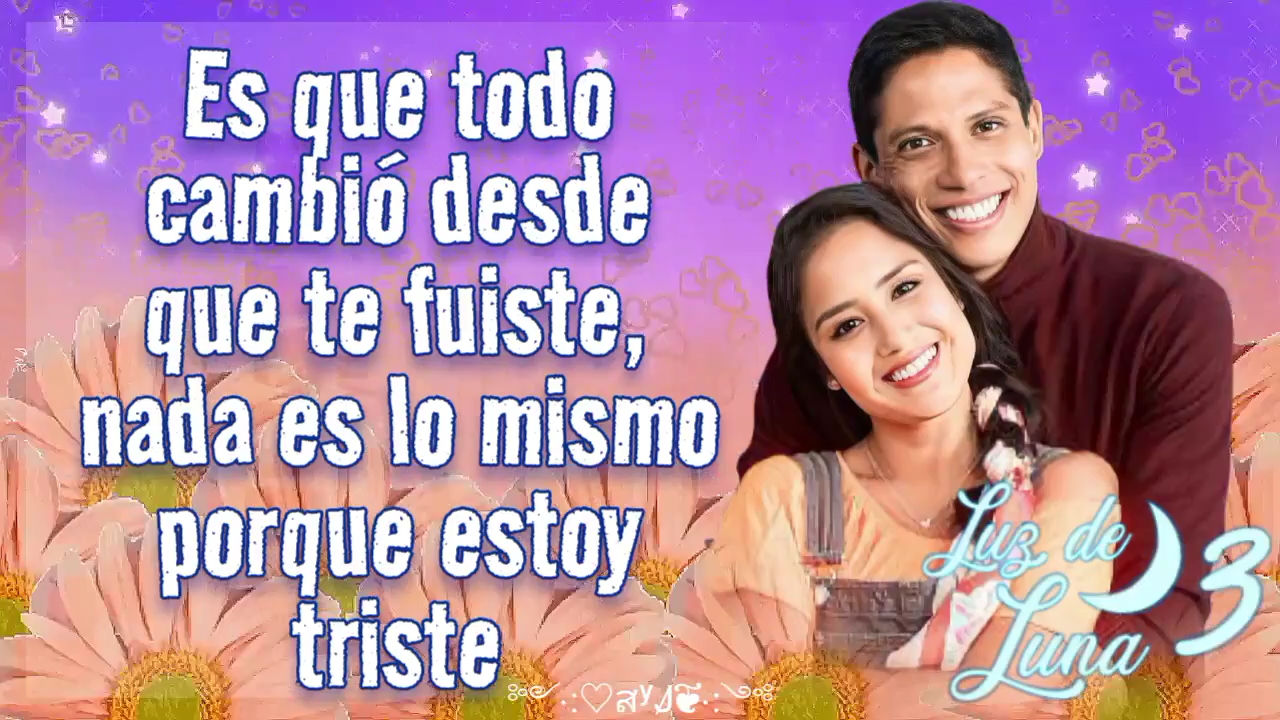 Es que todo
cambió desde
que te fuiste,
nada es lo mismo
porque estoy
triste
Luz de
Luna 3